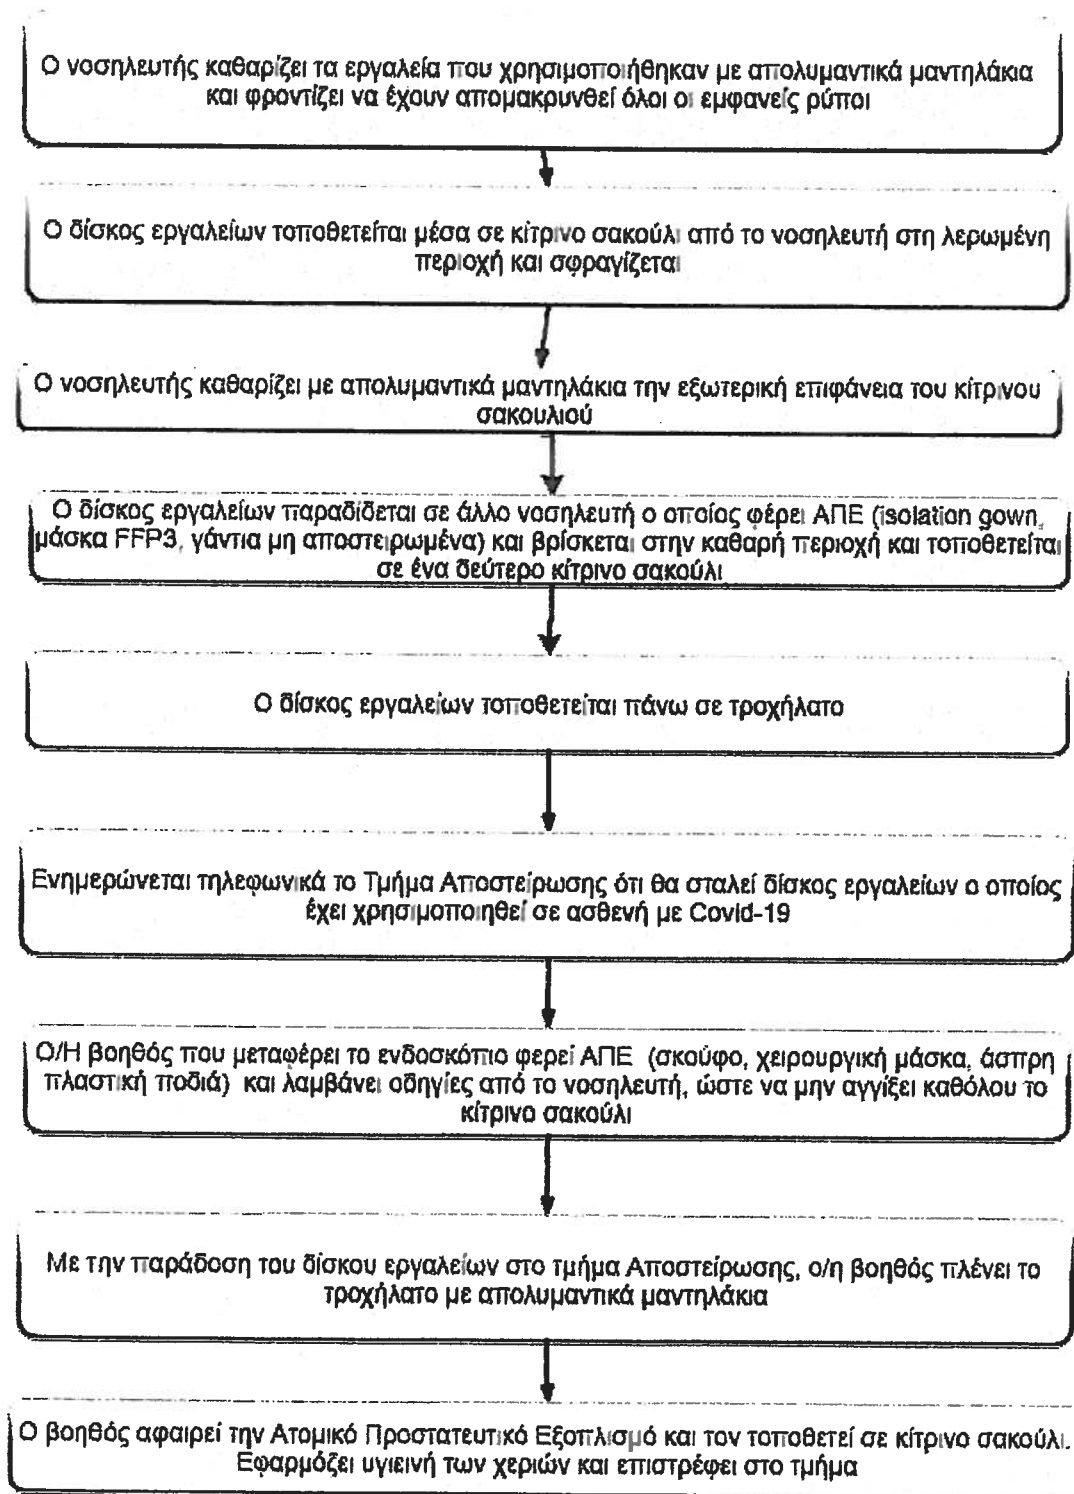 Ο νοσηλευτής καθαρίζει τα εργαλεία που χρησιμοποιήθηκαν με απολυμαντικά μαντηλάκια
και φροντίζει να έχουν απομακρυνθεί όλοι οι εμφανείς ρύποι
Ο δίσκος εργαλείων τοποθετείται μέσα σε κίτρινο σακούλι από το νοσηλευτή στη λερωμένη
περιοχή και σφραγίζεται
Ο νοσηλευτής καθαρίζει με απολυμαντικά μαντηλάκια την εξωτερική επιφάνεια του κίτρινου
σακουλιού
Ο δίσκος εργαλείων παραδίδεται σε άλλο νοσηλευτή ο οποίος φέρει ΑΠΕ (isolation gown,
μάσκα FFP3, γάντια μη αποστειρωμένα) και βρίσκεται στην καθαρή περιοχή και τοποθετείται
σε ένα δεύτερο κίτρινο σακούλι
Ο δίσκος εργαλείων τοποθετείται πάνω σε τροχήλατο
Ενημερώνεται τηλεφωνικά το Τμήμα Αποστείρωσης ότι θα σταλεί δίσκος εργαλείων ο οποίος
έχει χρησιμοποιηθεί σε ασθενή με Covid-19
Ο/Η βοηθός που μεταφέρει το ενδοσκόπιο φερεί ΑΠΕ (σκούφο, χειρουργική μάσκα, άσπρη
πλαστική ποδιά) και λαμβάνει οδηγίες από το νοσηλευτή, ώστε να μην αγγίξει καθόλου το
κίτρινο σακούλι
Με την παράδοση του δίσκου εργαλείων στο τμήμα Αποστείρωσης, ο/η βοηθός πλένει το
τροχήλατο με απολυμαντικά μαντηλάκια
Ο βοηθός αφαιρεί την Ατομικό Προστατευτικό Εξοπλισμό και τον τοποθετεί σε κίτρινο σακούλι.
Εφαρμόζει υγιεινή των χεριών και επιστρέφει στο τμήμα